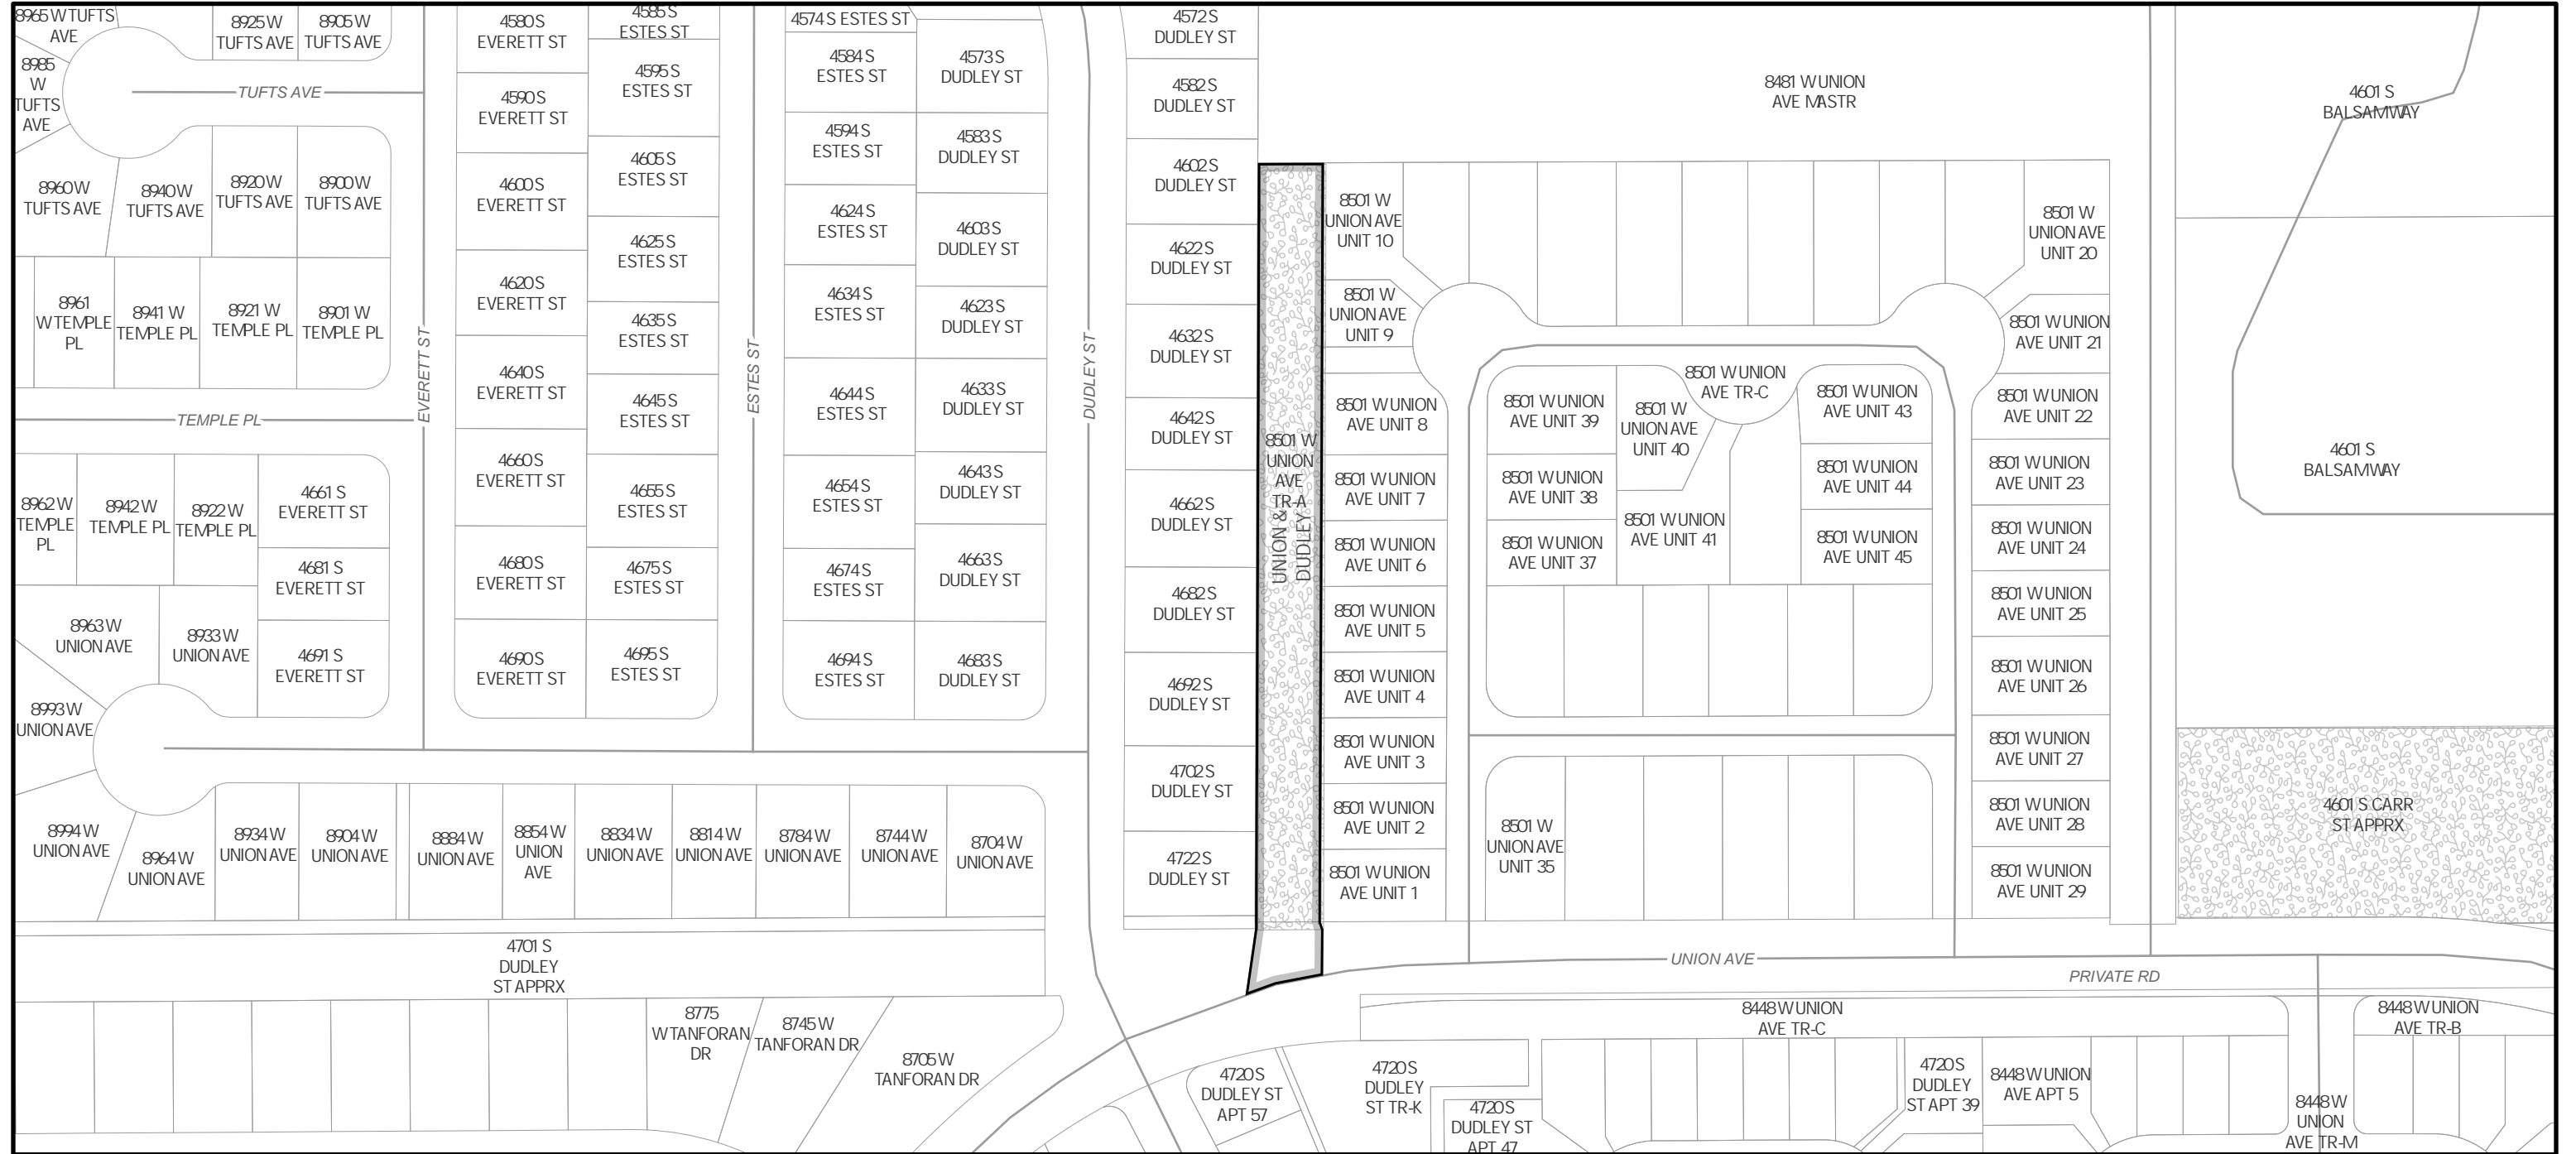 8965 W TUFTS
AVE
8925 W
TUFTS AVE
8905 W
TUFTS AVE
4580 S
EVERETT ST
4585 S
ESTES ST
4574 S ESTES ST
4572 S
DUDLEY ST
8985
W
TUFTS
AVE
TUFTS AVE
4590 S
EVERETT ST
4595 S
ESTES ST
4584 S
ESTES ST
4573 S
DUDLEY ST
4582 S
DUDLEY ST
8481 W UNION
AVE MASTR
4601 S
BALSAM WAY
8960 W
TUFTS AVE
8940 W
TUFTS AVE
8920 W
TUFTS AVE
8900 W
TUFTS AVE
4600 S
EVERETT ST
4605 S
ESTES ST
4594 S
ESTES ST
4583 S
DUDLEY ST
4602 S
DUDLEY ST
8501 W
UNION AVE
UNIT 10
8501 W
UNION AVE
UNIT 20
4625 S
ESTES ST
4624 S
ESTES ST
4603 S
DUDLEY ST
4622 S
DUDLEY ST
8961
W TEMPLE
PL
8941 W
TEMPLE PL
8921 W
TEMPLE PL
8901 W
TEMPLE PL
EVERETT ST
4620 S
EVERETT ST
4635 S
ESTES ST
ESTES ST
4634 S
ESTES ST
4623 S
DUDLEY ST
DUDLEY ST
4632 S
DUDLEY ST
8501 W
UNION AVE
UNIT 9
8501 W UNION
AVE UNIT 21
TEMPLE PL
4640 S
EVERETT ST
4645 S
ESTES ST
4644 S
ESTES ST
4633 S
DUDLEY ST
4642 S
DUDLEY ST
8501 W
UNION
AVE
TR-A
UNION &
DUDLEY
8501 W UNION
AVE UNIT 8
8501 W UNION
AVE UNIT 39
8501 W
UNION AVE
UNIT 40
8501 W UNION
AVE TR-C
8501 W UNION
AVE UNIT 43
8501 W UNION
AVE UNIT 22
4601 S
BALSAM WAY
8962 W
TEMPLE
PL
8942 W
TEMPLE PL
8922 W
TEMPLE PL
4661 S
EVERETT ST
4660 S
EVERETT ST
4655 S
ESTES ST
4654 S
ESTES ST
4643 S
DUDLEY ST
4662 S
DUDLEY ST
8501 W UNION
AVE UNIT 7
8501 W UNION
AVE UNIT 38
8501 W UNION
AVE UNIT 41
8501 W UNION
AVE UNIT 44
8501 W UNION
AVE UNIT 23
4681 S
EVERETT ST
4680 S
EVERETT ST
4675 S
ESTES ST
4674 S
ESTES ST
4663 S
DUDLEY ST
4682 S
DUDLEY ST
8501 W UNION
AVE UNIT 6
8501 W UNION
AVE UNIT 37
8501 W UNION
AVE UNIT 45
8501 W UNION
AVE UNIT 24
8963 W
UNION AVE
8933 W
UNION AVE
4691 S
EVERETT ST
4690 S
EVERETT ST
4695 S
ESTES ST
4694 S
ESTES ST
4683 S
DUDLEY ST
4692 S
DUDLEY ST
8501 W UNION
AVE UNIT 5
8501 W UNION
AVE UNIT 4
8501 W UNION
AVE UNIT 25
8501 W UNION
AVE UNIT 26
8993 W
UNION AVE
4702 S
DUDLEY ST
8501 W UNION
AVE UNIT 3
8501 W UNION
AVE UNIT 27
8994 W
UNION AVE
8964 W
UNION AVE
8934 W
UNION AVE
8904 W
UNION AVE
8884 W
UNION AVE
8854 W
UNION
AVE
8834 W
UNION AVE
8814 W
UNION AVE
8784 W
UNION AVE
8744 W
UNION AVE
8704 W
UNION AVE
4722 S
DUDLEY ST
8501 W UNION
AVE UNIT 2
8501 W UNION
AVE UNIT 1
8501 W
UNION AVE
UNIT 35
8501 W UNION
AVE UNIT 28
8501 W UNION
AVE UNIT 29
4601 S CARR
ST APPRX
4701 S
DUDLEY
ST APPRX
UNION AVE
PRIVATE RD
8775
W TANFORAN
DR
8745 W
TANFORAN DR
8705 W
TANFORAN DR
8448 W UNION
AVE TR-C
8448 W UNION
AVE TR-B
4720 S
DUDLEY ST
APT 57
4720 S
DUDLEY
ST TR-K
4720 S
DUDLEY ST
APT 47
4720 S
DUDLEY
ST APT 39
8448 W UNION
AVE APT 5
8448 W
UNION
AVE TR-M